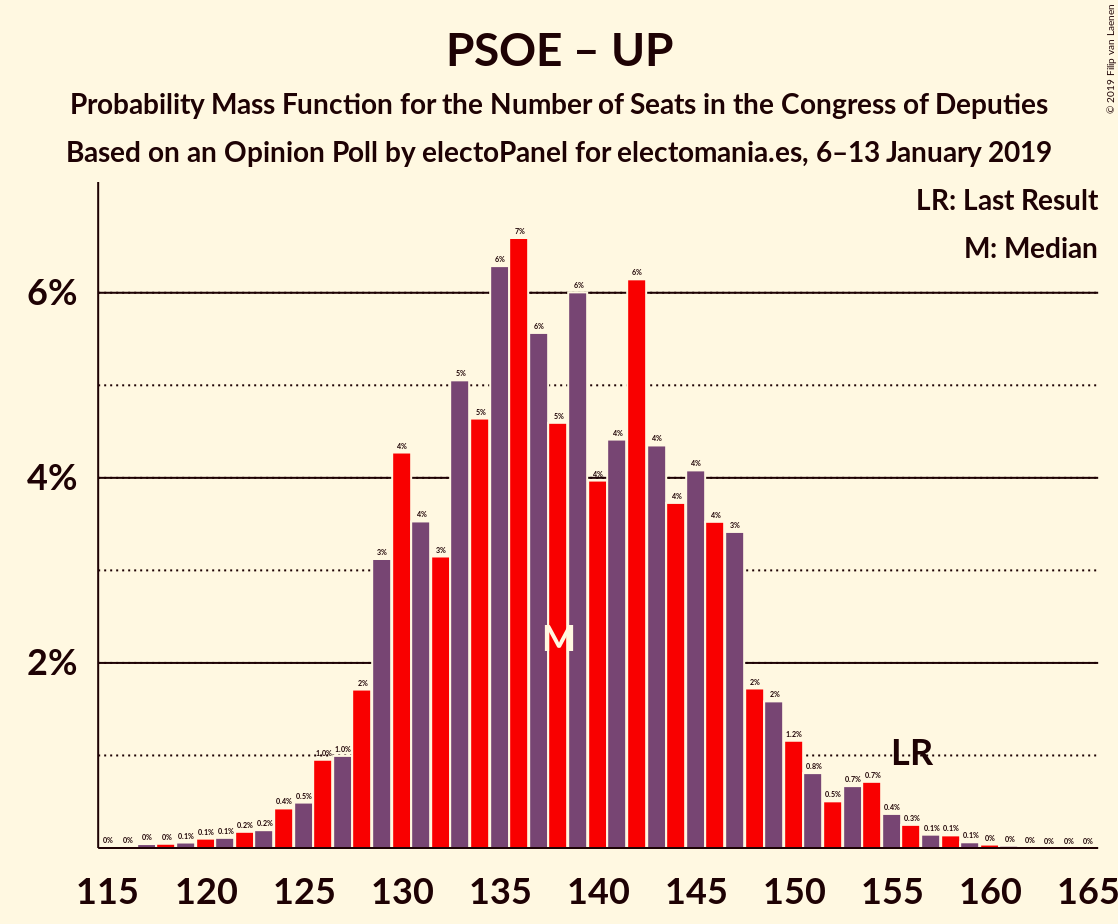 PSOE – UP
Probability Mass Function for the Number of Seats in the Congress of Deputies
Based on an Opinion Poll by electoPanel for electomania.es, 6–13 January 2019
© 2019 Filip van Laenen
LR: Last Result
M: Median
6%
4%
2%
0% 0% 0% 0% 0.1% 0.1% 0.1% 0.2% 0.2% 0.4% 0.5% 1.0% 1.0% 2% 3% 4% 4% 3% 5% 5% 6% 7% 6% 5% 6% 4% 4% 6% 4% 4% 4% 4% 3% 2% 2% 1.2% 0.8% 0.5% 0.7% 0.7% 0.4% 0.3% 0.1% 0.1% 0.1% 0% 0% 0% 0% 0% 0%
M
LR
115 120 125 130 135 140 145 150 155 160 165